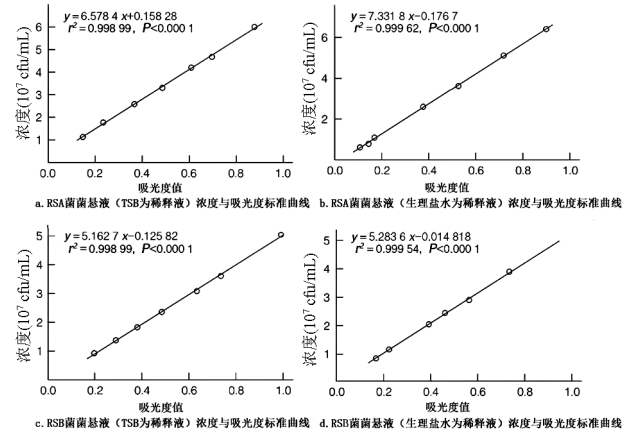 y=6.578 4 x+0.158 28
r²=0.998 99, P<0.000 1
浓度(10⁷ cfu/mL)
6
5
4
3
2
1
0.0 0.2 0.4 0.6 0.8 1.0
吸光度值
a.RSA菌菌悬液（TSB为稀释液）浓度与吸光度标准曲线
y=7.331 8 x-0.176 7
r²=0.999 62, P<0.000 1
浓度(10⁷ cfu/mL)
6
4
2
0.0 0.2 0.4 0.6 0.8 1.0
吸光度值
b.RSA菌菌悬液（生理盐水为稀释液）浓度与吸光度标准曲线
y=5.162 7 x-0.125 82
r²=0.998 99, P<0.000 1
浓度(10⁷ cfu/mL)
5
4
3
2
1
0.0 0.2 0.4 0.6 0.8 1.0
吸光度值
c.RSB菌菌悬液（TSB为稀释液）浓度与吸光度标准曲线
y=5.283 6 x-0.014 818
r²=0.999 54, P<0.000 1
浓度(10⁷ cfu/mL)
5
4
3
2
1
0.0 0.2 0.4 0.6 0.8 1.0
吸光度值
d.RSB菌菌悬液（生理盐水为稀释液）浓度与吸光度标准曲线